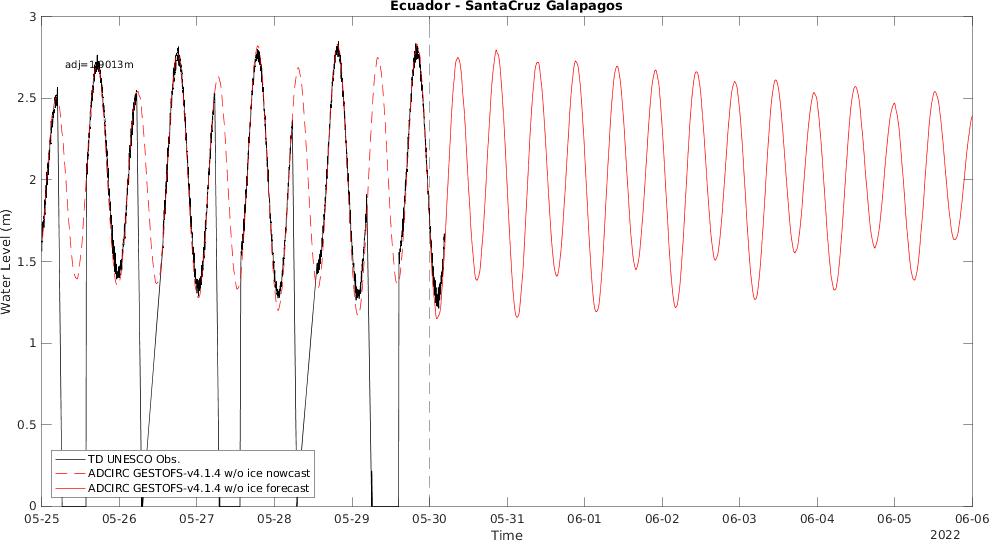 Ecuador - SantaCruz Galapagos
3
adj=1.9013m
2.5
2
1.5
1
0.5
0
Water Level (m)
TD UNESCO Obs.
ADCIRC GESTOFS-v4.1.4 w/o ice nowcast
ADCIRC GESTOFS-v4.1.4 w/o ice forecast
05-25 05-26 05-27 05-28 05-29 05-30 05-31 06-01 06-02 06-03 06-04 06-05 06-06
Time
2022